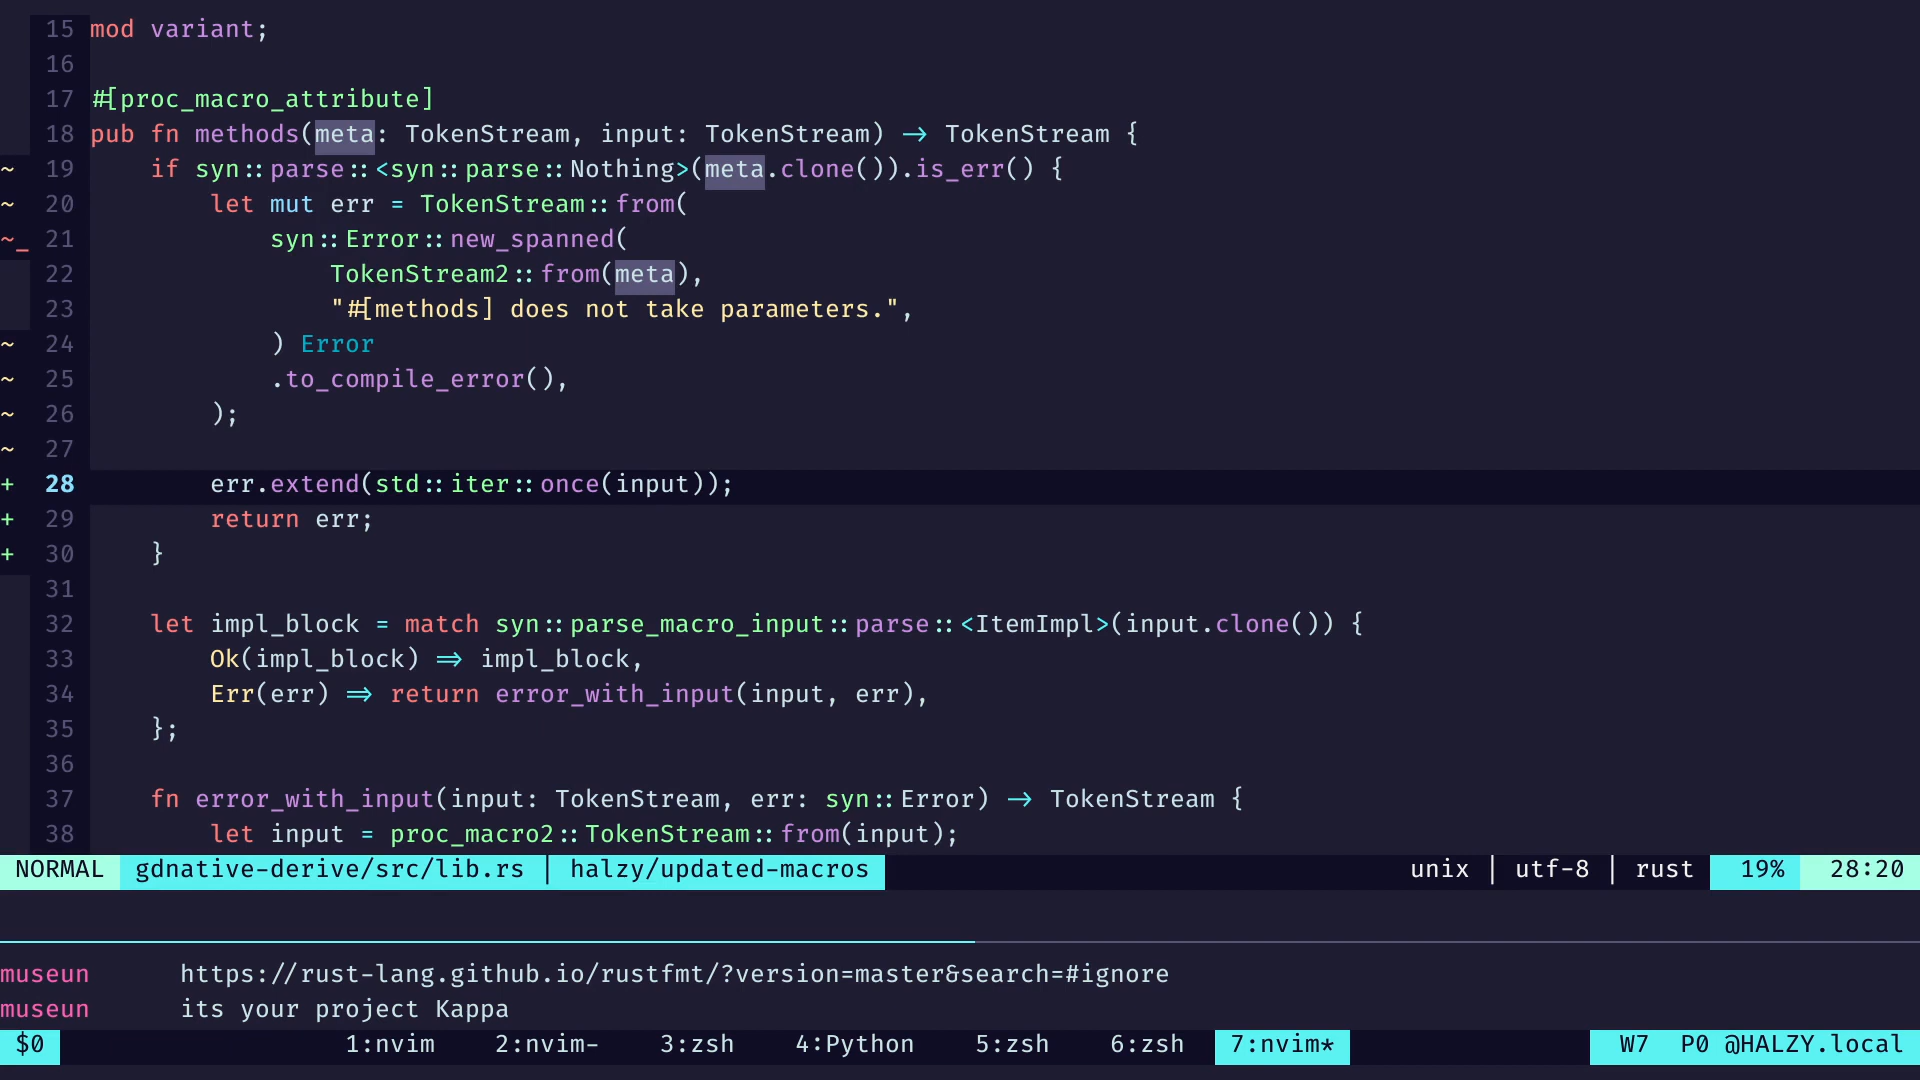 15 mod variant;
16
17 #[proc_macro_attribute]
18 pub fn methods(meta: TokenStream, input: TokenStream) -> TokenStream {
~ 19     if syn::parse::<syn::parse::Nothing>(meta.clone()).is_err() {
~ 20         let mut err = TokenStream::from(
~_ 21             syn::Error::new_spanned(
22                 TokenStream2::from(meta),
23                 "#[methods] does not take parameters.",
~ 24             ) Error
~ 25             .to_compile_error(),
~ 26         );
~ 27
+ 28         err.extend(std::iter::once(input));
+ 29         return err;
+ 30     }
31
32     let impl_block = match syn::parse_macro_input::parse::<ItemImpl>(input.clone()) {
33         Ok(impl_block) => impl_block,
34         Err(err) => return error_with_input(input, err),
35     };
36
37     fn error_with_input(input: TokenStream, err: syn::Error) -> TokenStream {
38         let input = proc_macro2::TokenStream::from(input);
NORMAL gdnative-derive/src/lib.rs | halzy/updated-macros unix | utf-8 | rust 19% 28:20
museun https://rust-lang.github.io/rustfmt/?version=master&search=#ignore
museun its your project Kappa
$0 1:nvim 2:nvim- 3:zsh 4:Python 5:zsh 6:zsh 7:nvim* W7 P0 @HALZY.local